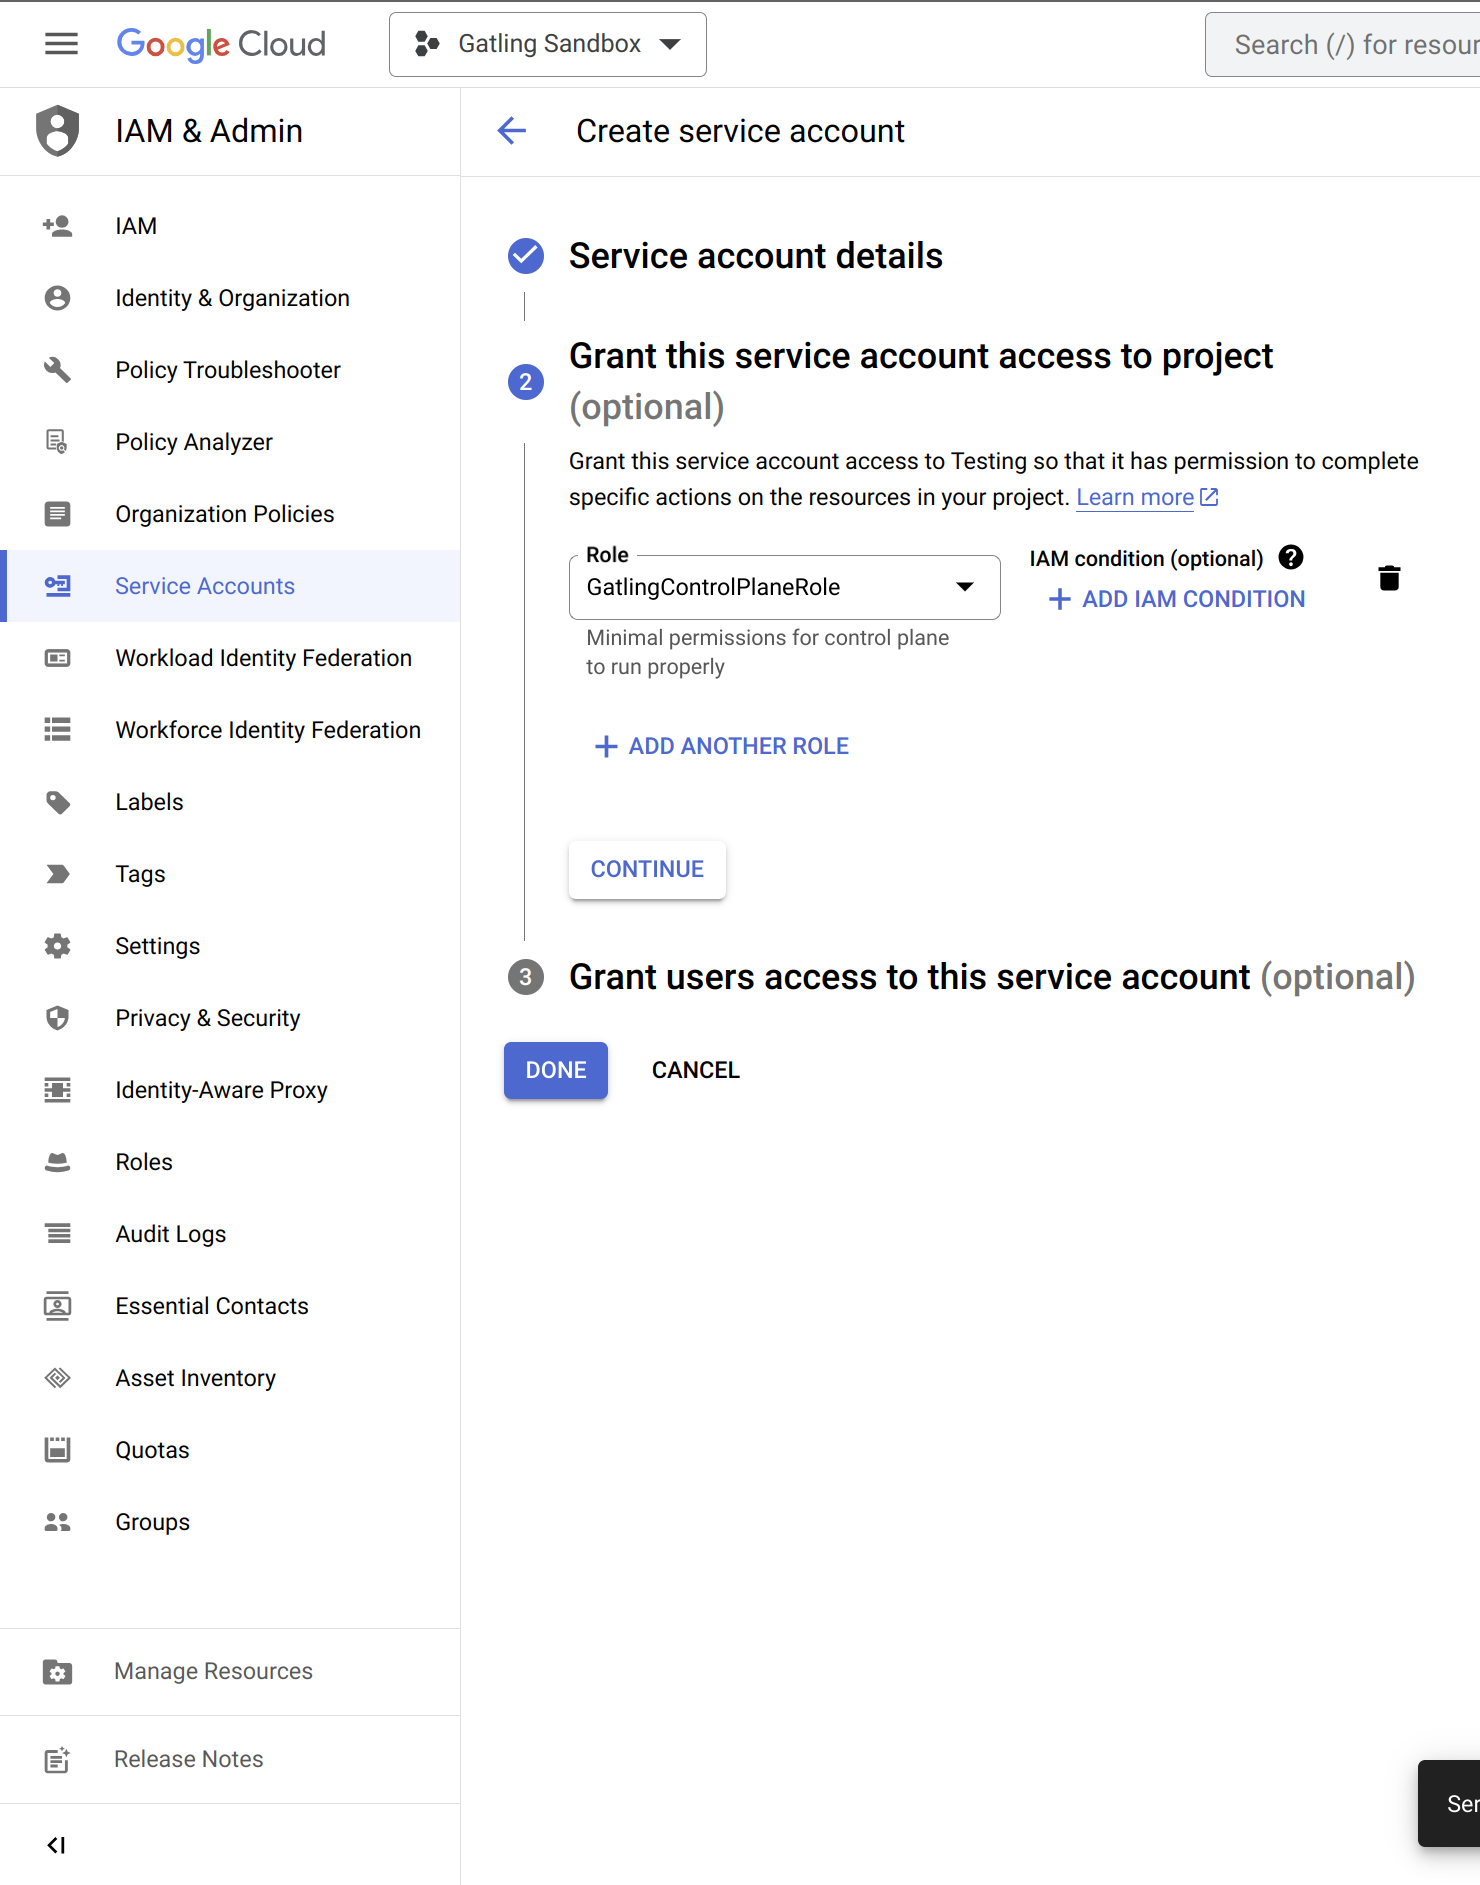 Google Cloud
Gatling Sandbox
Search (/) for resour
IAM & Admin
Create service account
IAM
Identity & Organization
Policy Troubleshooter
Policy Analyzer
Organization Policies
Service Accounts
Workload Identity Federation
Workforce Identity Federation
Labels
Tags
Settings
Privacy & Security
Identity-Aware Proxy
Roles
Audit Logs
Essential Contacts
Asset Inventory
Quotas
Groups
Manage Resources
Release Notes
Service account details
2
Grant this service account access to project
(optional)
Grant this service account access to Testing so that it has permission to complete
specific actions on the resources in your project. Learn more
Role
GatlingControlPlaneRole
Minimal permissions for control plane
to run properly
IAM condition (optional) ?
+ ADD IAM CONDITION
+ ADD ANOTHER ROLE
CONTINUE
3 Grant users access to this service account (optional)
DONE CANCEL
Ser